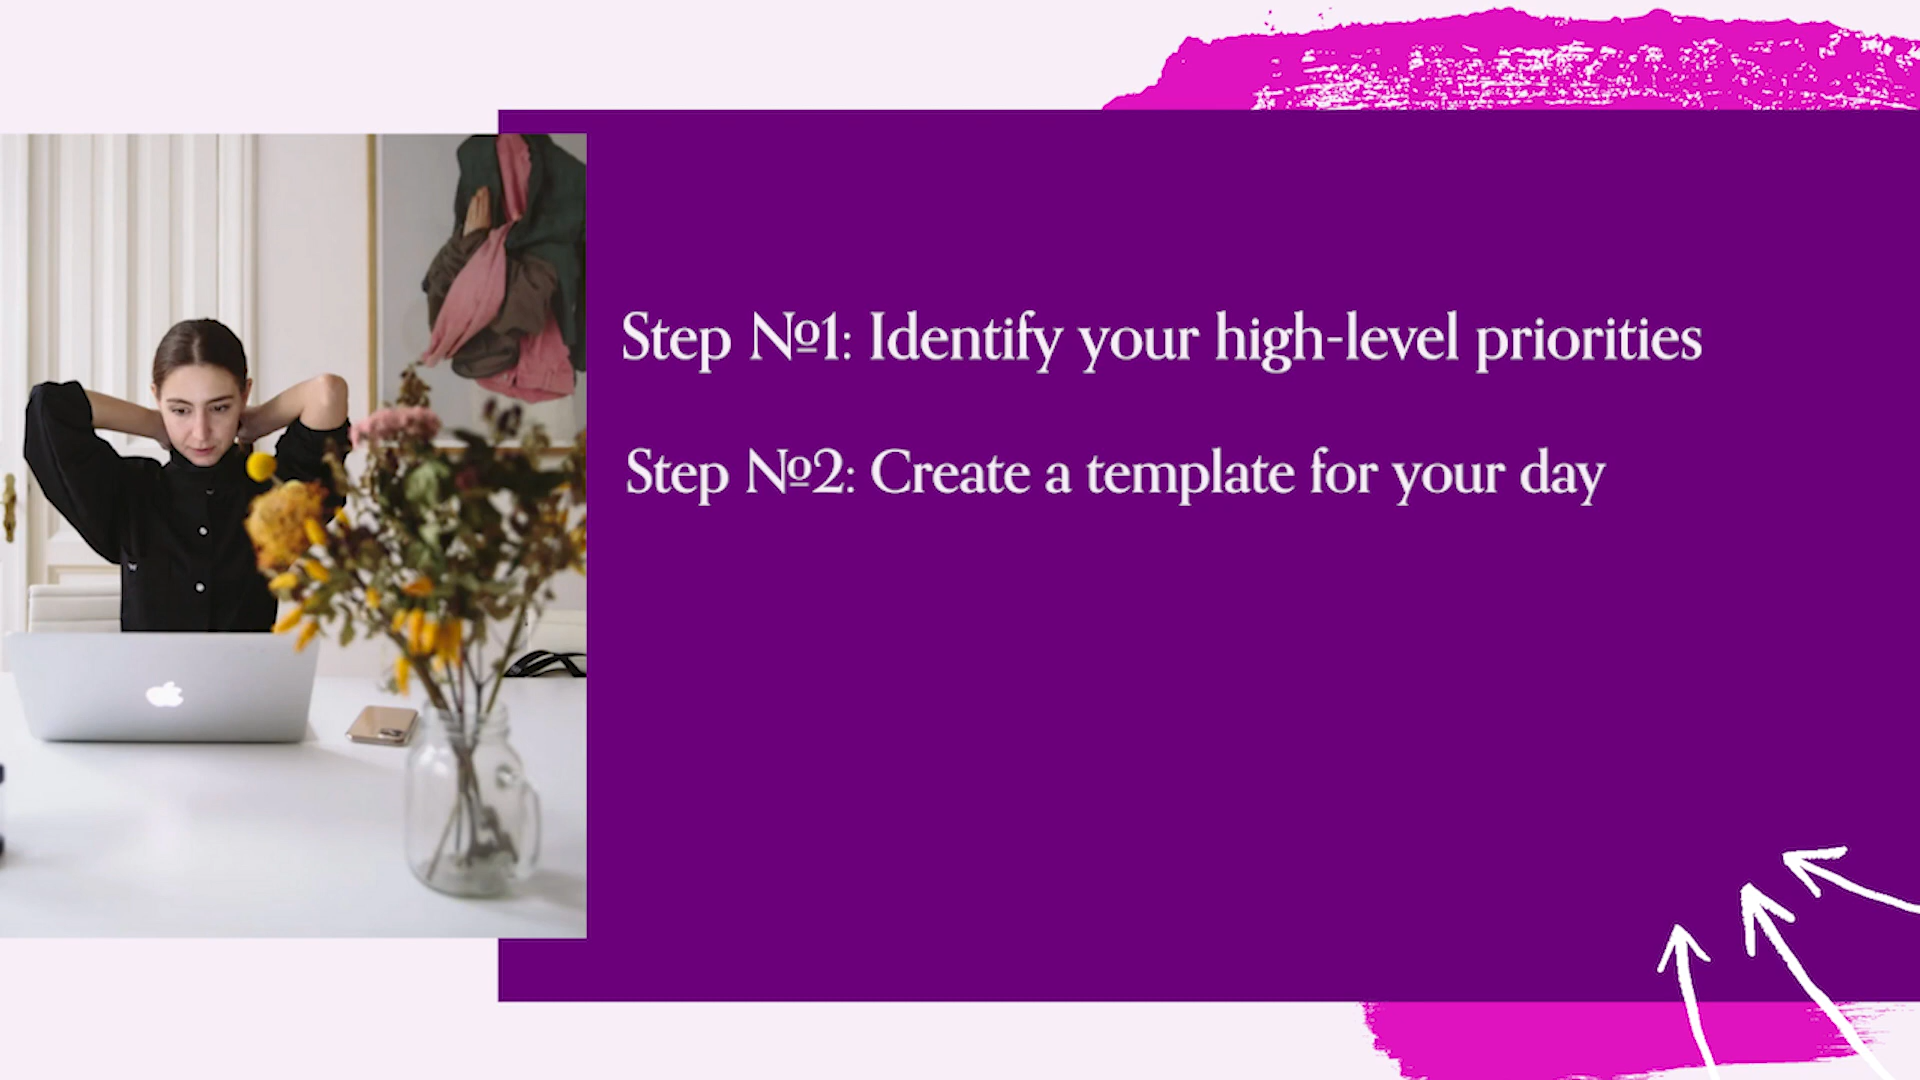 Step №1: Identify your high-level priorities
Step №2: Create a template for your day